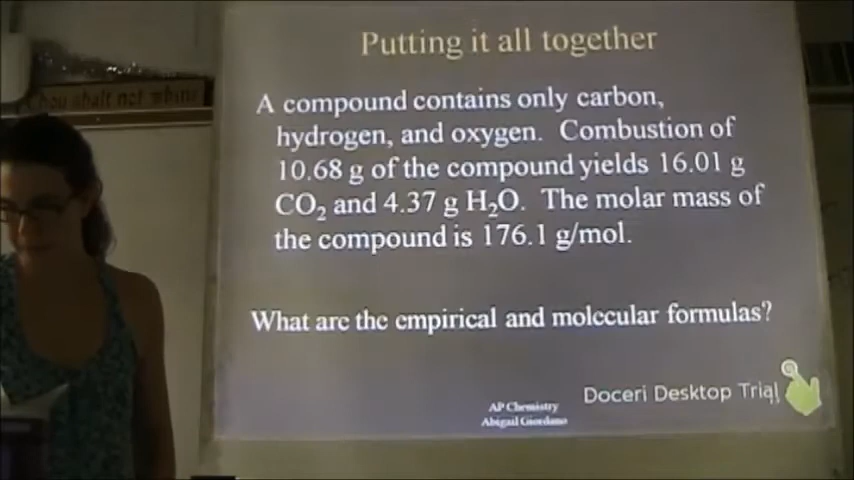 Putting it all together
Thou shalt not whine
A compound contains only carbon,
hydrogen, and oxygen. Combustion of
10.68 g of the compound yields 16.01 g
CO₂ and 4.37 g H₂O. The molar mass of
the compound is 176.1 g/mol.
What are the empirical and molecular formulas?
Doceri Desktop Trial
AP Chemistry
Abigail Giordano